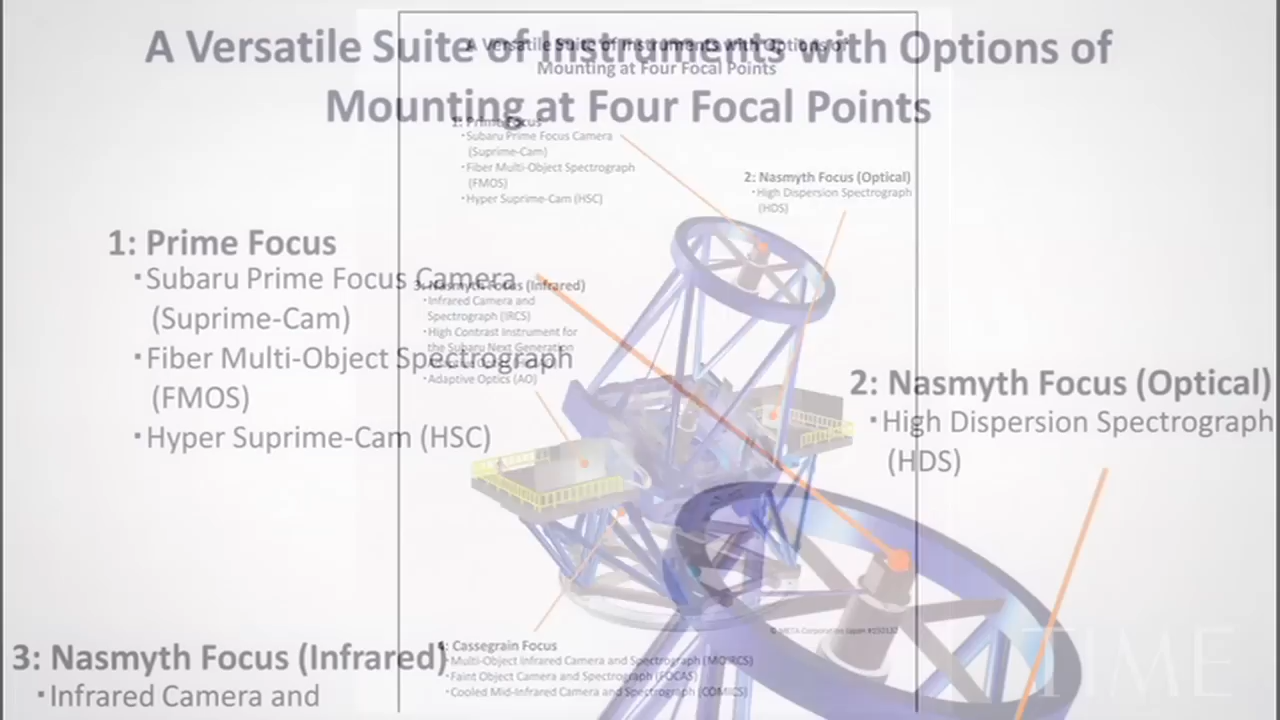 A Versatile Suite of Instruments with Options of
Mounting at Four Focal Points
1: Prime Focus
·Subaru Prime Focus Camera
(Suprime-Cam)
·Fiber Multi-Object Spectrograph
(FMOS)
·Hyper Suprime-Cam (HSC)
2: Nasmyth Focus (Optical)
·High Dispersion Spectrograph
(HDS)
3: Nasmyth Focus (Infrared)
·Infrared Camera and
A Versatile Suite of Instruments with Options of
Mounting at Four Focal Points
1: Prime Focus
·Subaru Prime Focus Camera
(Suprime-Cam)
·Fiber Multi-Object Spectrograph
(FMOS)
·Hyper Suprime-Cam (HSC)
2: Nasmyth Focus (Optical)
·High Dispersion Spectrograph
(HDS)
3: Nasmyth Focus (Infrared)
·Infrared Camera and
Spectrograph (IRCS)
·High Contrast Instrument for
the Subaru Next Generation
·Adaptive Optics (AO)
4: Cassegrain Focus
·Multi-Object Infrared Camera and Spectrograph (MOIRCS)
·Faint Object Camera and Spectrograph (FOCAS)
·Cooled Mid-Infrared Camera and Spectrograph (COMICS)
TIME